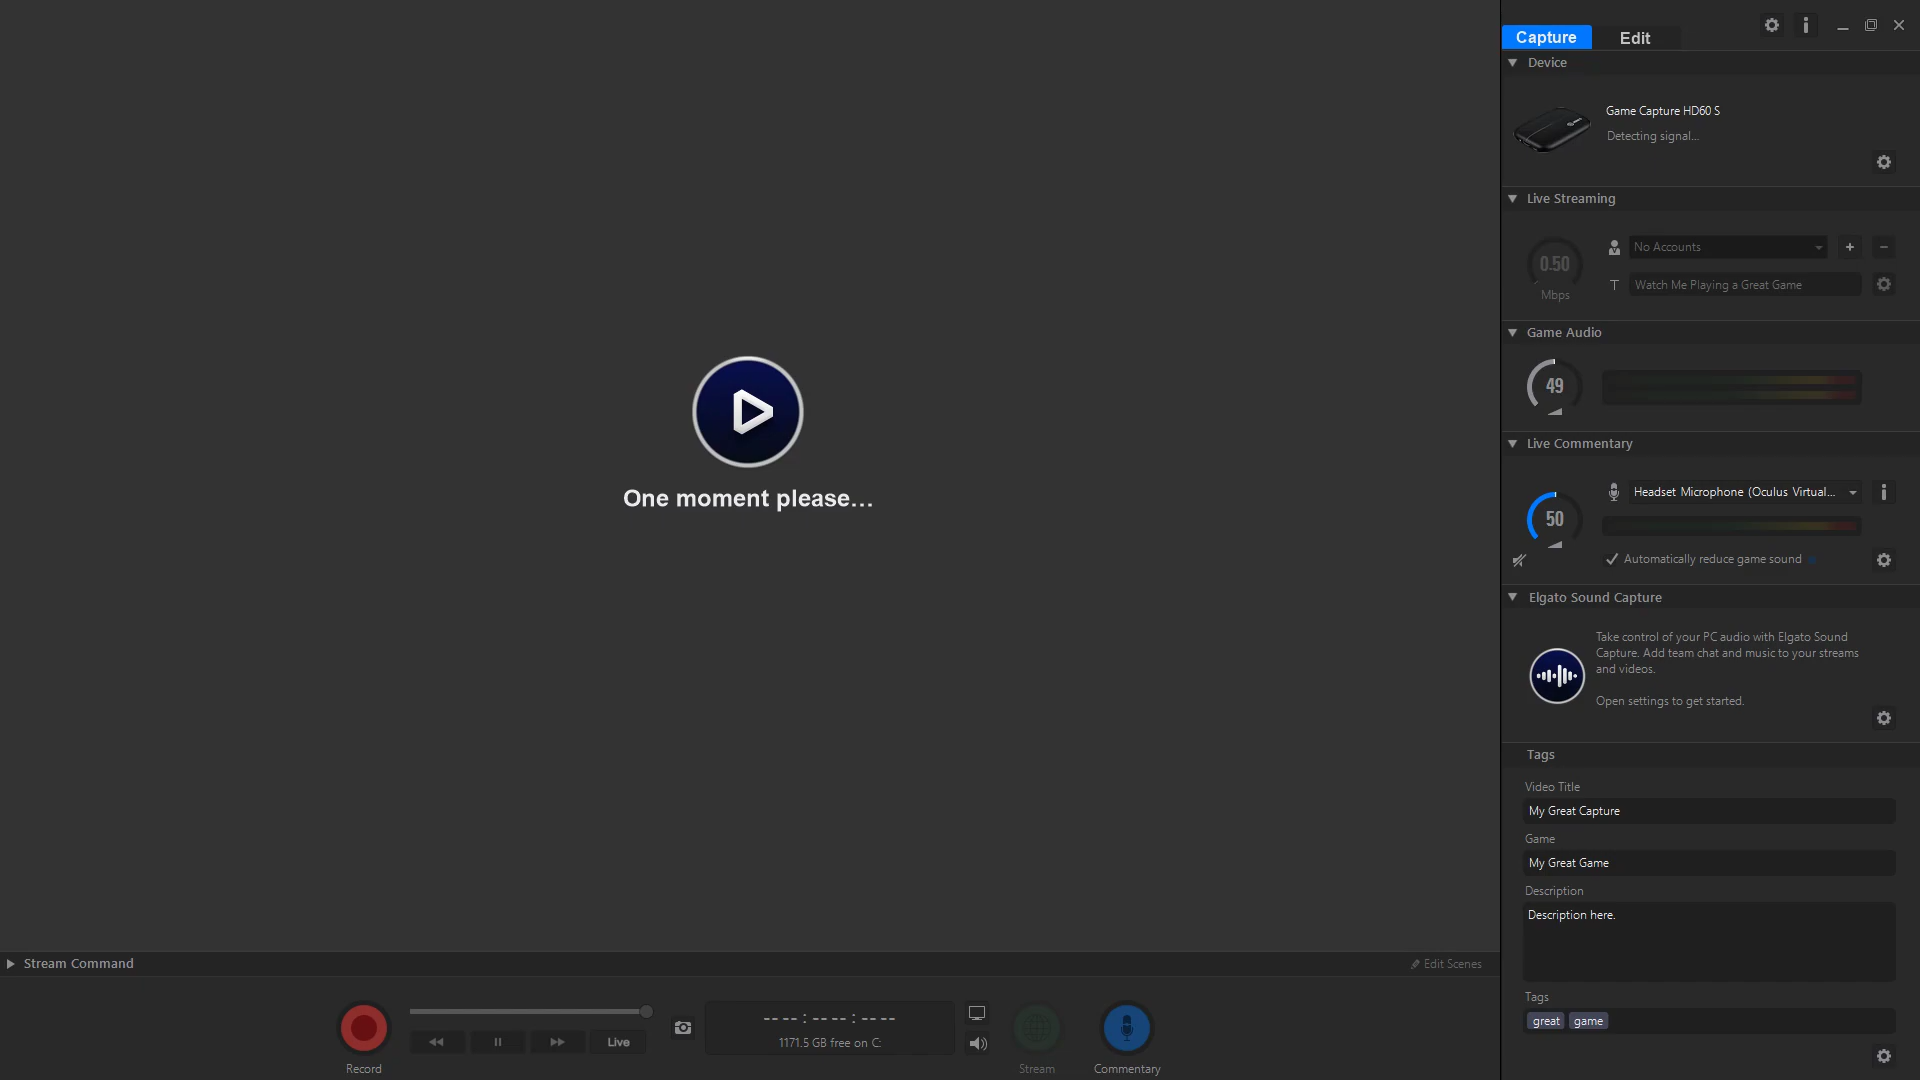 Capture Edit
Device
Game Capture HD60 S
Detecting signal...
Live Streaming
0.50
Mbps
No Accounts
T Watch Me Playing a Great Game
Game Audio
49
Live Commentary
50
Headset Microphone (Oculus Virtual...
Automatically reduce game sound
Elgato Sound Capture
Take control of your PC audio with Elgato Sound
Capture. Add team chat and music to your streams
and videos.
Open settings to get started.
Tags
Video Title
My Great Capture
Game
My Great Game
Description
Description here.
Tags
great game
One moment please...
Stream Command
Edit Scenes
Live
-- -- : -- -- : -- --
1171.5 GB free on C:
Record
Stream
Commentary